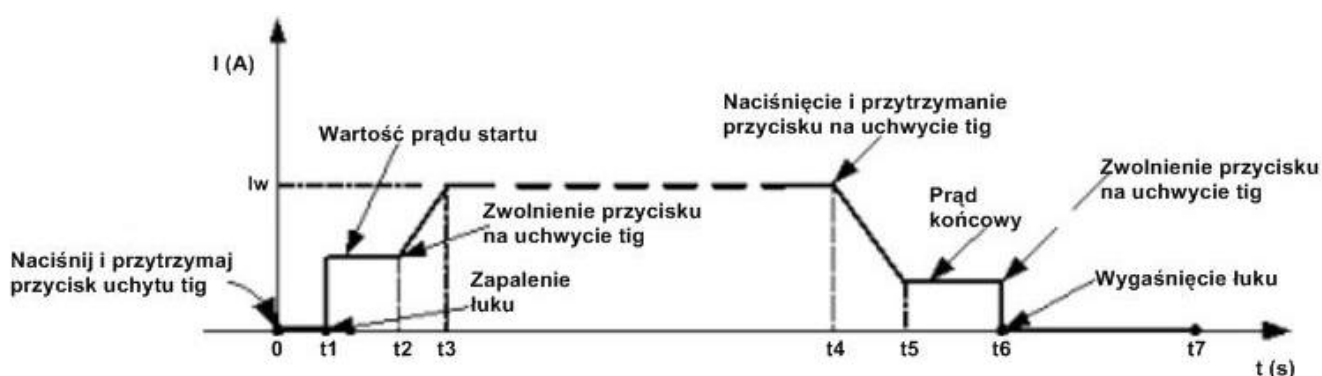 I (A)
Naciśnięcie i przytrzymanie
przycisku na uchwycie tig
Wartość prądu startu
Zwolnienie przycisku
na uchwycie tig
Iw
Prąd
końcowy
Zwolnienie przycisku
na uchwycie tig
Naciśnij i przytrzymaj
przycisk uchytu tig
Zapalenie
łuku
Wygaśnięcie łuku
0 t1 t2 t3 t4 t5 t6 t7
t (s)